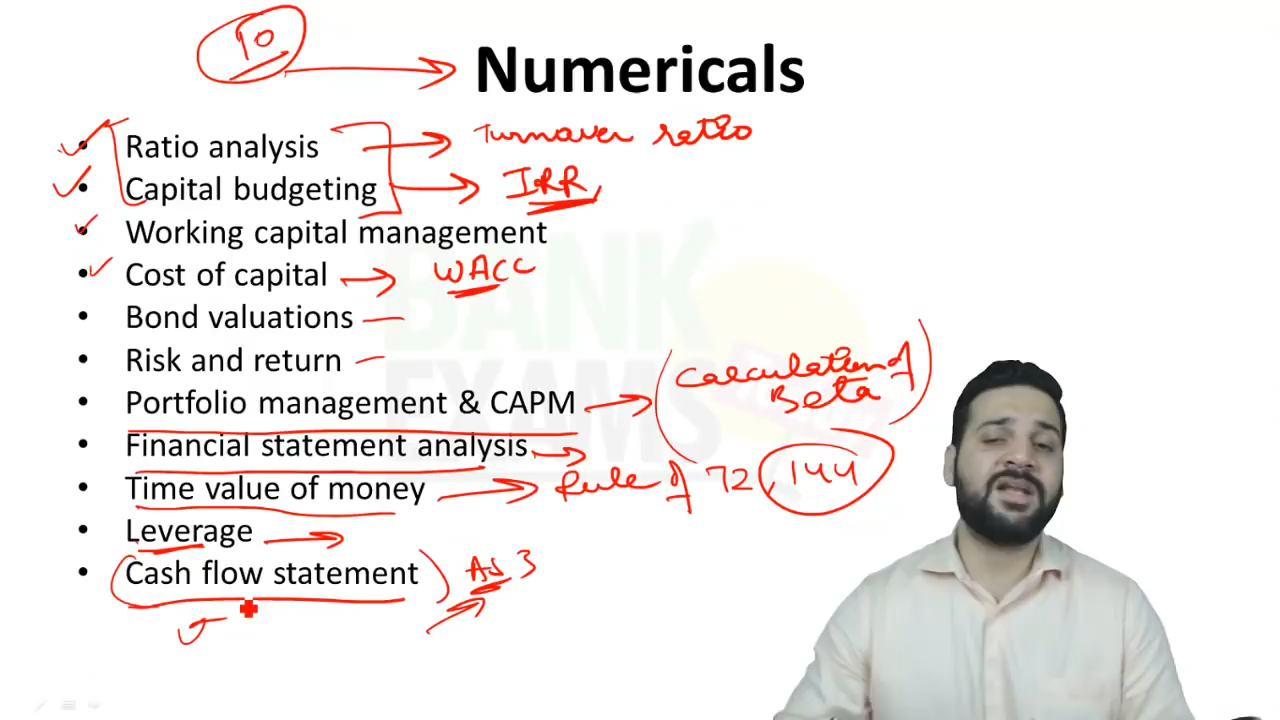 10 → Numericals
• Ratio analysis → Turnover ratio
• Capital budgeting → IRR,
• Working capital management
• Cost of capital → WACC
• Bond valuations
• Risk and return
• Portfolio management & CAPM → (Calculation of Beta)
• Financial statement analysis →
• Time value of money → Rule of 72, 144
• Leverage →
• Cash flow statement AS 3
BANK
EXAMS